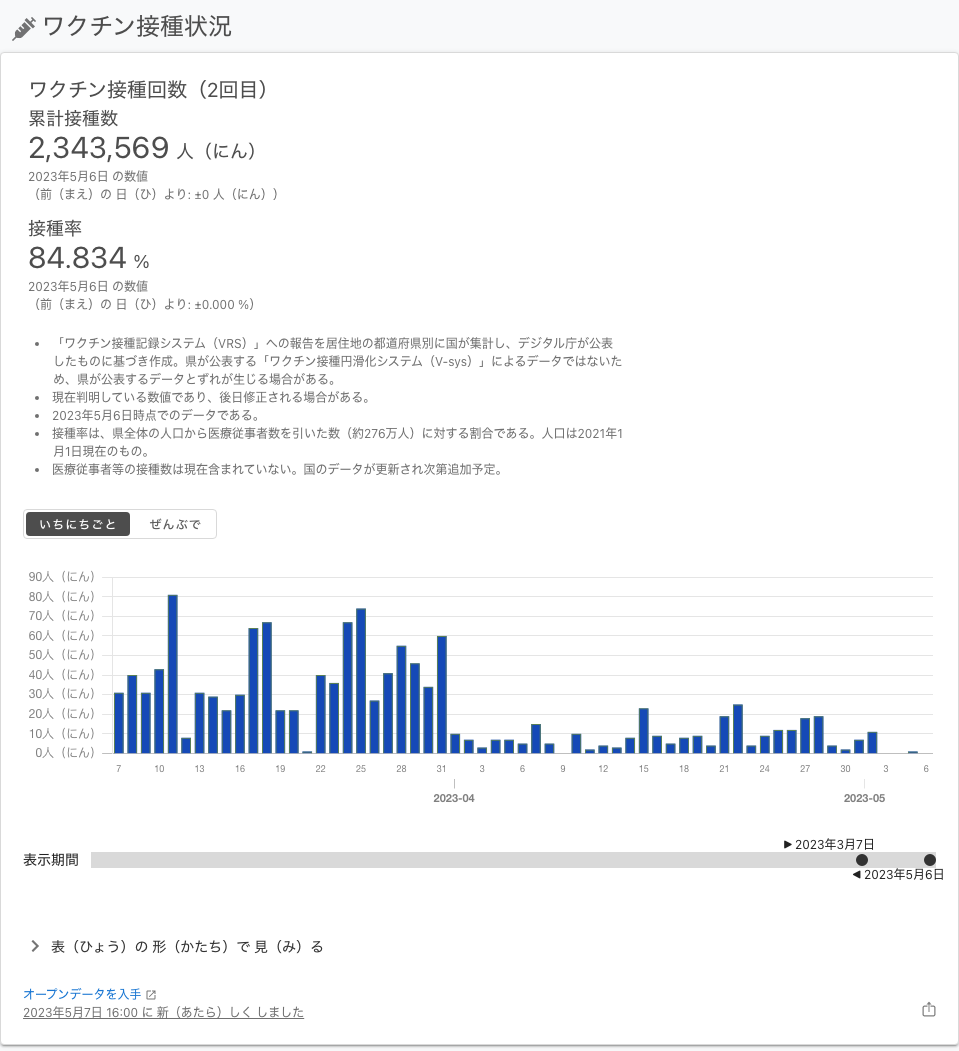 ワクチン接種状況
ワクチン接種回数（2回目）
累計接種数
2,343,569 人（にん）
2023年5月6日 の数値
（前（まえ）の 日（ひ）より: ±0 人（にん））
接種率
84.834 %
2023年5月6日 の数値
（前（まえ）の 日（ひ）より: ±0.000 %）
• 「ワクチン接種記録システム（VRS）」への報告を居住地の都道府県別に国が集計し、デジタル庁が公表
したものに基づき作成。県が公表する「ワクチン接種円滑化システム（V-sys）」によるデータではないた
め、県が公表するデータとずれが生じる場合がある。
• 現在判明している数値であり、後日修正される場合がある。
• 2023年5月6日時点でのデータである。
• 接種率は、県全体の人口から医療従事者数を引いた数（約276万人）に対する割合である。人口は2021年1
月1日現在のもの。
• 医療従事者等の接種数は現在含まれていない。国のデータが更新され次第追加予定。
いちにちごと ぜんぶで
90人（にん）
80人（にん）
70人（にん）
60人（にん）
50人（にん）
40人（にん）
30人（にん）
20人（にん）
10人（にん）
0人（にん）
7 10 13 16 19 22 25 28 31 3 6 9 12 15 18 21 24 27 30 3 6
2023-04 2023-05
▶ 2023年3月7日
表示期間
◀ 2023年5月6日
表（ひょう）の 形（かたち）で 見（み）る
オープンデータを入手
2023年5月7日 16:00 に 新（あたら）しく しました